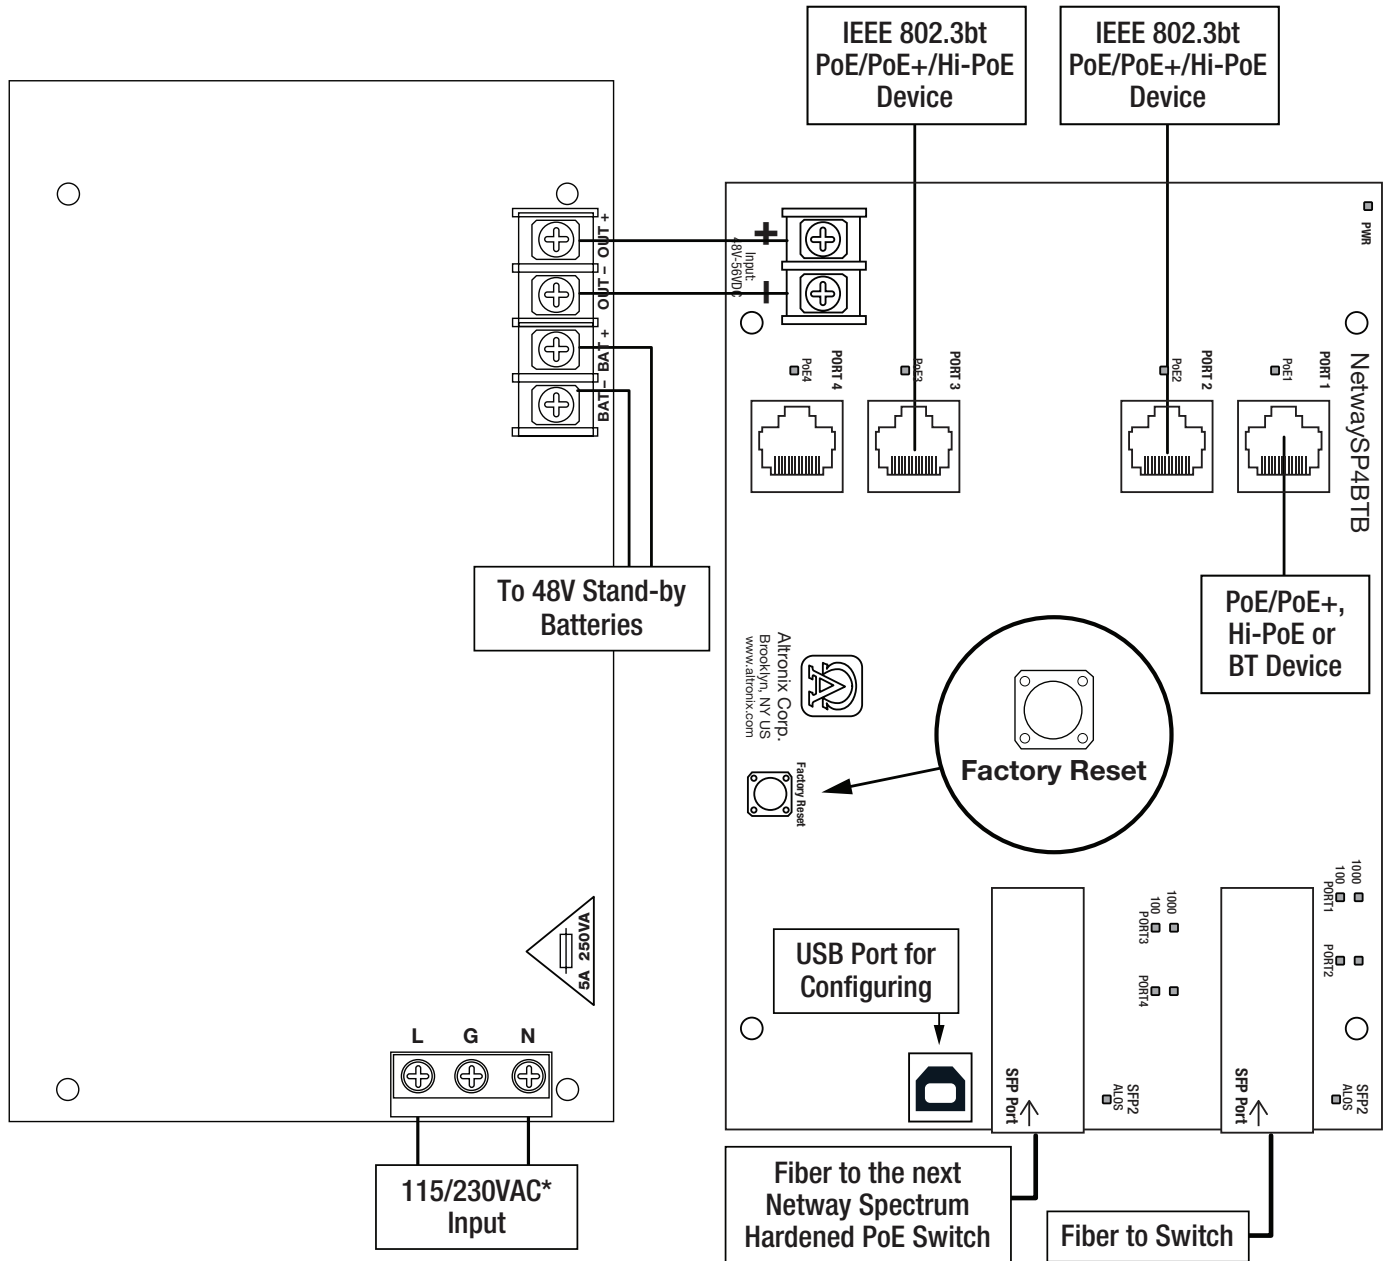 IEEE 802.3bt
PoE/PoE+/Hi-PoE
Device
IEEE 802.3bt
PoE/PoE+/Hi-PoE
Device
OUT +
OUT –
BAT +
BAT–
+
–
Input:
48V-56VDC
PWR
NetwaySP4BTB
PORT 4
PoE4
PORT 3
PoE3
PORT 2
PoE2
PORT 1
PoE1
To 48V Stand-by
Batteries
PoE/PoE+,
Hi-PoE or
BT Device
Altronix Corp.
Brooklyn, NY US
www.altronix.com
Factory Reset
Factory Reset
5A 250VA
L G N
115/230VAC*
Input
USB Port for
Configuring
1000
100
PORT3
PORT4
1000
100
PORT1
PORT2
SFP Port
SFP2
ALOS
SFP Port
SFP2
ALOS
Fiber to the next
Netway Spectrum
Hardened PoE Switch
Fiber to Switch